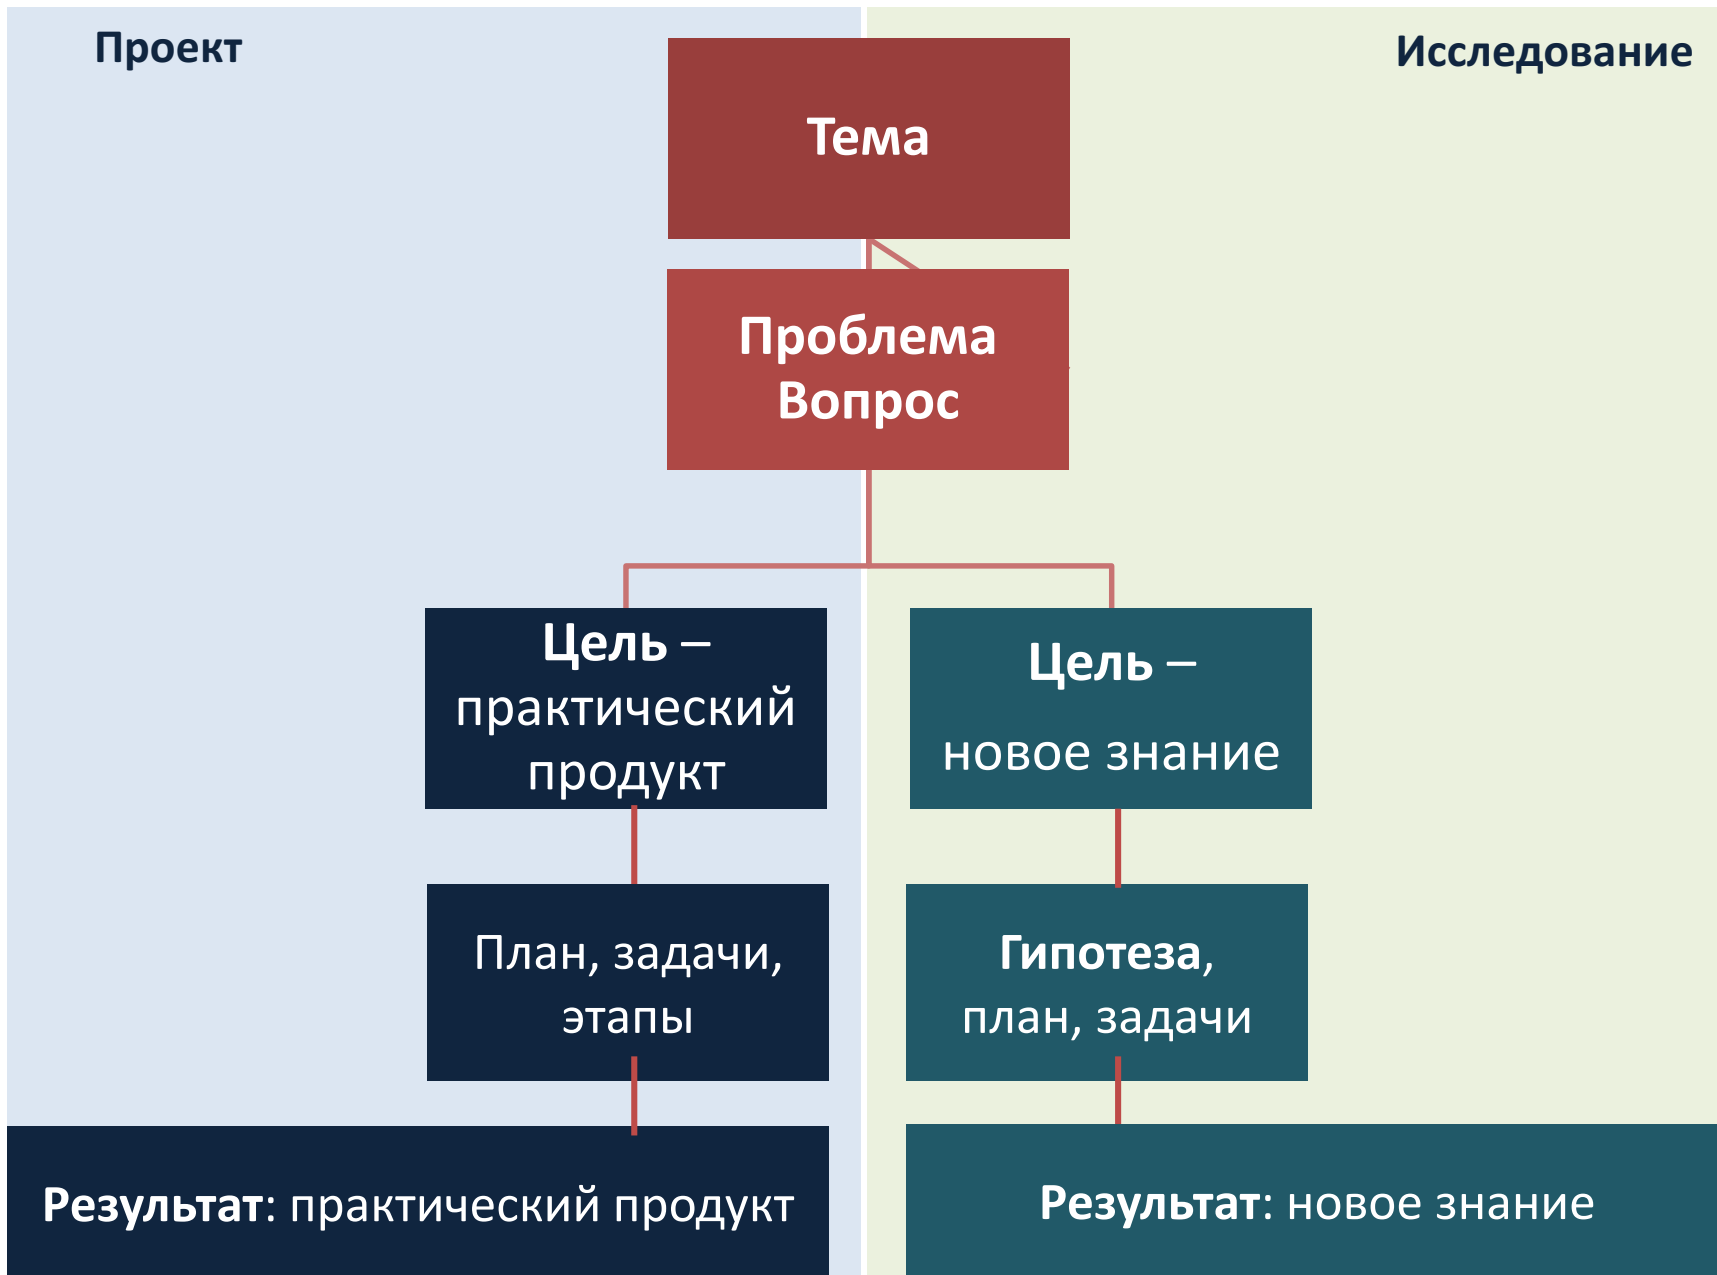 Проект
Исследование
Тема
Проблема
Вопрос
Цель –
практический
продукт
Цель –
новое знание
План, задачи,
этапы
Гипотеза,
план, задачи
Результат: практический продукт
Результат: новое знание